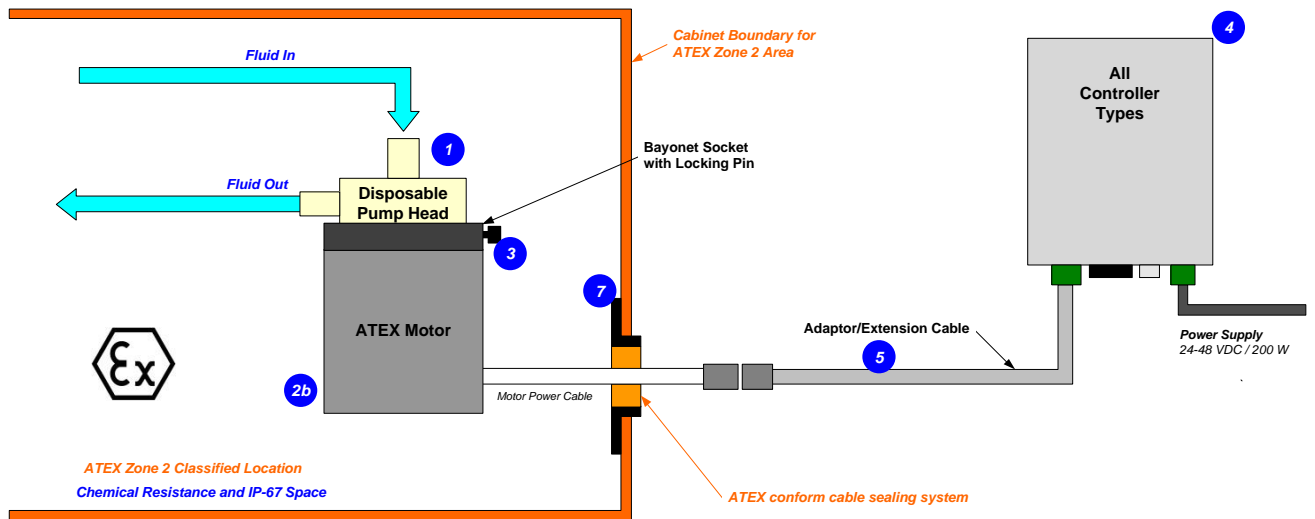 Cabinet Boundary for
ATEX Zone 2 Area
4
All
Controller
Types
Fluid In
1
Bayonet Socket
with Locking Pin
Fluid Out
Disposable
Pump Head
3
7
ATEX Motor
Adaptor/Extension Cable
5
Power Supply
24-48 VDC / 200 W
Ex
2b
Motor Power Cable
ATEX Zone 2 Classified Location
Chemical Resistance and IP-67 Space
ATEX conform cable sealing system